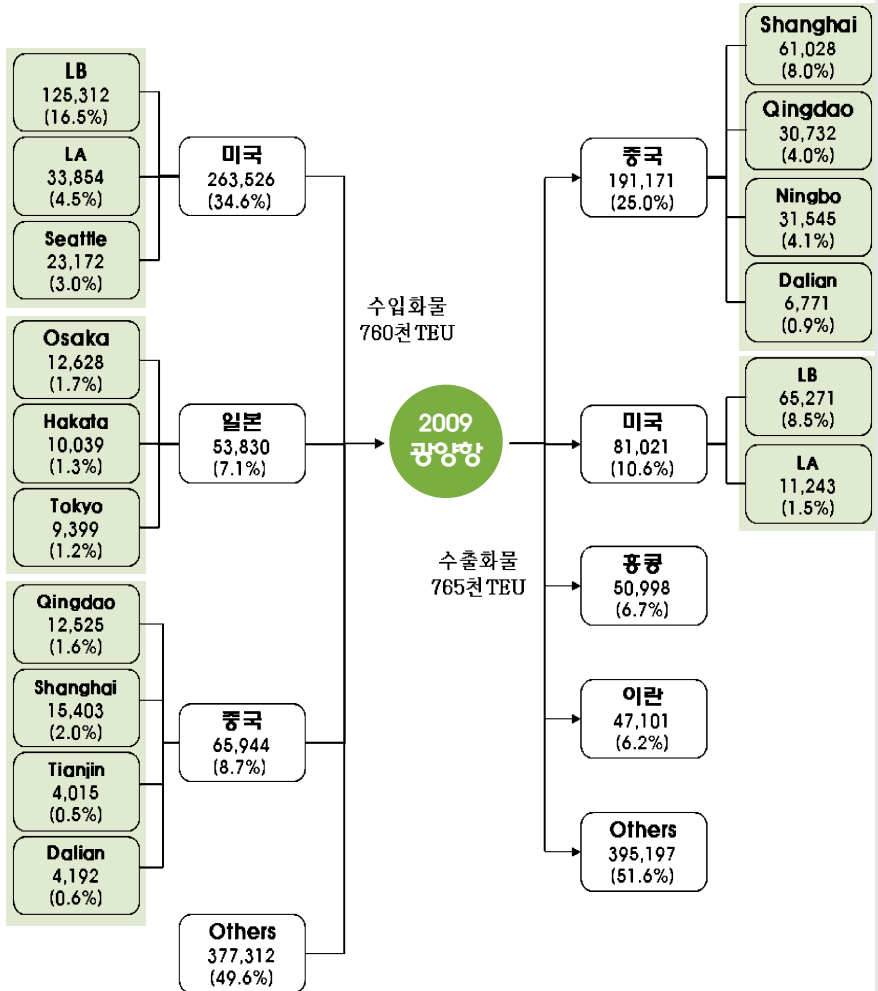 LB
125,312
(16.5%)
LA
33,854
(4.5%)
Seattle
23,172
(3.0%)
미국
263,526
(34.6%)
Osaka
12,628
(1.7%)
Hakata
10,039
(1.3%)
Tokyo
9,399
(1.2%)
일본
53,830
(7.1%)
Qingdao
12,525
(1.6%)
Shanghai
15,403
(2.0%)
Tianjin
4,015
(0.5%)
Dalian
4,192
(0.6%)
중국
65,944
(8.7%)
Others
377,312
(49.6%)
수입화물
760천TEU
2009
광양항
수출화물
765천TEU
중국
191,171
(25.0%)
Shanghai
61,028
(8.0%)
Qingdao
30,732
(4.0%)
Ningbo
31,545
(4.1%)
Dalian
6,771
(0.9%)
미국
81,021
(10.6%)
LB
65,271
(8.5%)
LA
11,243
(1.5%)
홍콩
50,998
(6.7%)
이란
47,101
(6.2%)
Others
395,197
(51.6%)